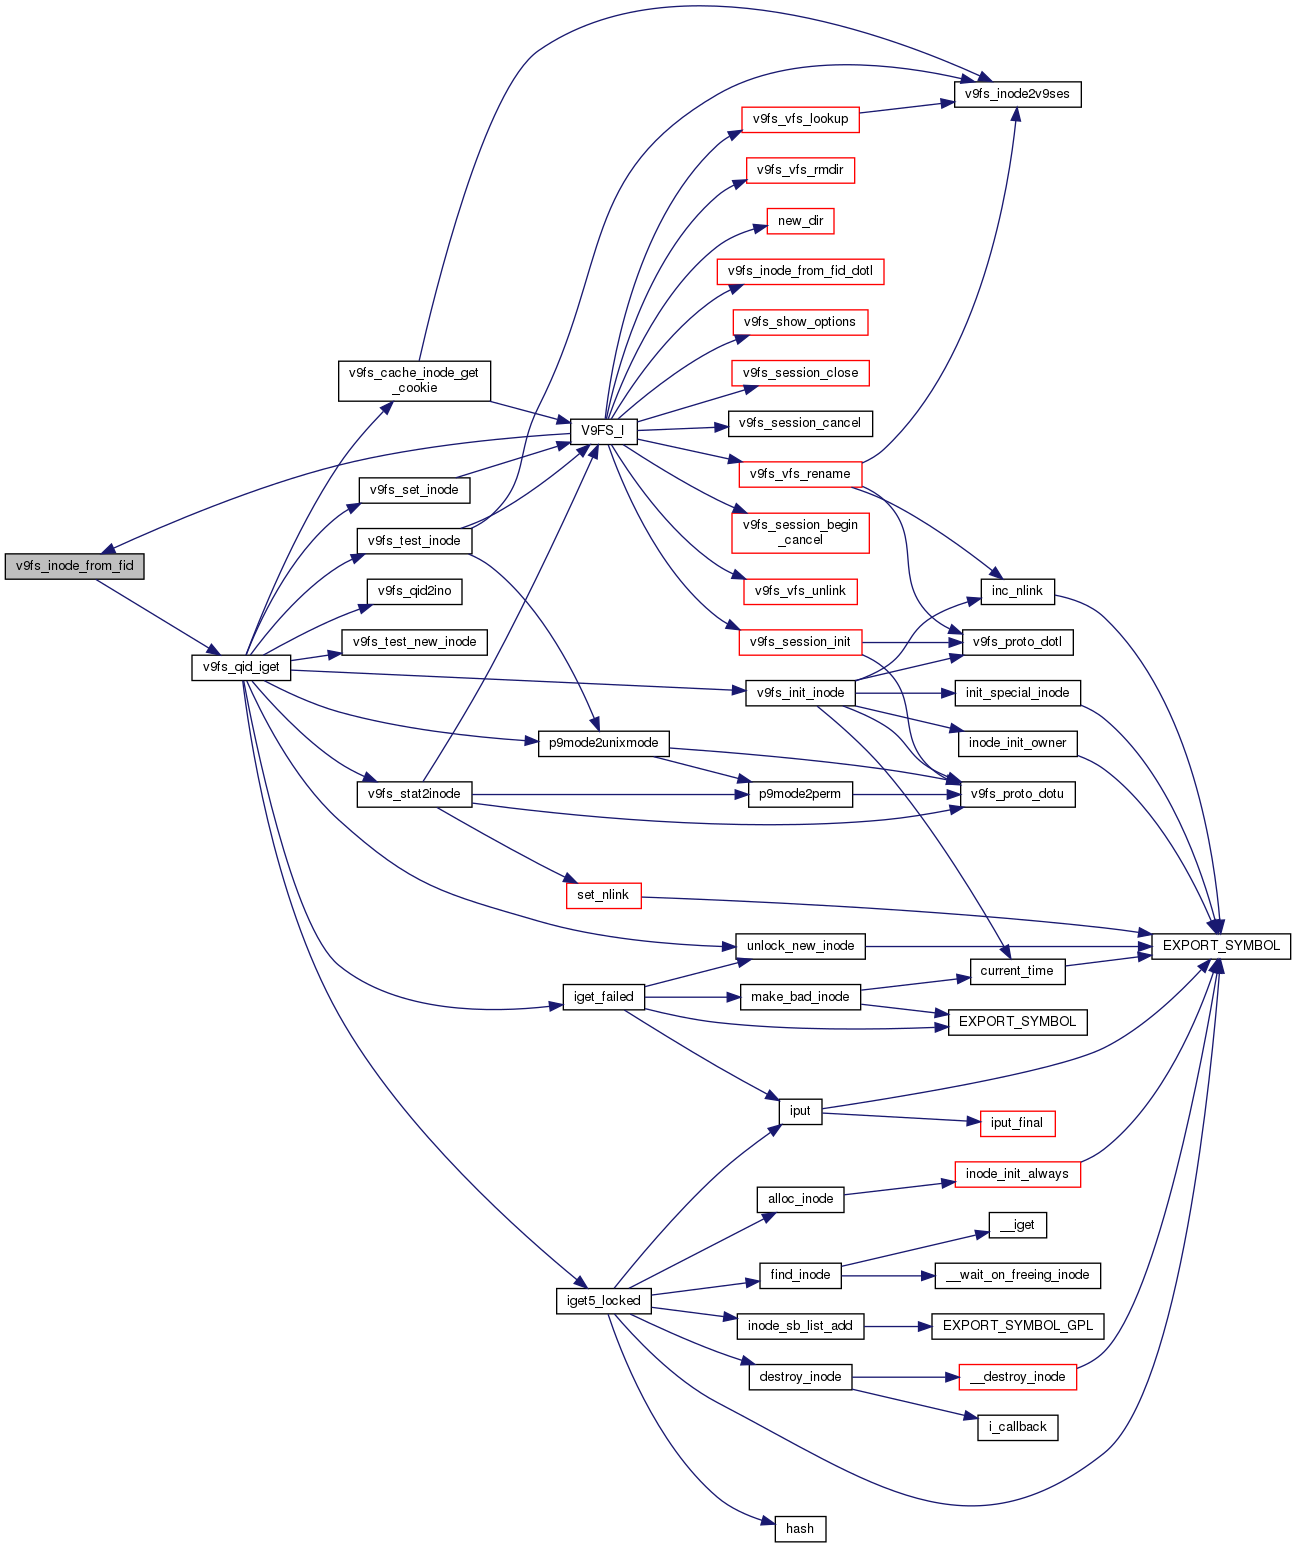 v9fs_inode2v9ses
v9fs_vfs_lookup
v9fs_vfs_rmdir
new_dir
v9fs_inode_from_fid_dotl
v9fs_show_options
v9fs_cache_inode_get
_cookie
v9fs_session_close
v9fs_session_cancel
V9FS_I
v9fs_vfs_rename
v9fs_set_inode
v9fs_session_begin
_cancel
v9fs_test_inode
v9fs_inode_from_fid
v9fs_qid2ino
v9fs_vfs_unlink
inc_nlink
v9fs_test_new_inode
v9fs_session_init
v9fs_proto_dotl
v9fs_qid_iget
v9fs_init_inode
init_special_inode
p9mode2unixmode
inode_init_owner
v9fs_stat2inode
p9mode2perm
v9fs_proto_dotu
set_nlink
unlock_new_inode
EXPORT_SYMBOL
current_time
iget_failed
make_bad_inode
EXPORT_SYMBOL
iput
iput_final
inode_init_always
alloc_inode
__iget
find_inode
__wait_on_freeing_inode
iget5_locked
inode_sb_list_add
EXPORT_SYMBOL_GPL
destroy_inode
__destroy_inode
i_callback
hash